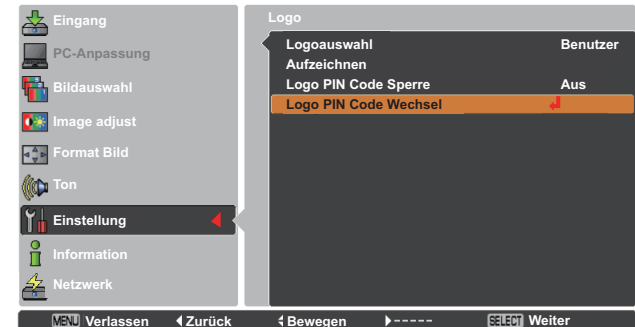 Eingang
PC-Anpassung
Bildauswahl
Image adjust
Format Bild
Ton
Einstellung
Information
Netzwerk
Logo
Logoauswahl Benutzer
Aufzeichnen
Logo PIN Code Sperre Aus
Logo PIN Code Wechsel
MENU Verlassen Zurück Bewegen ----- SELECT Weiter